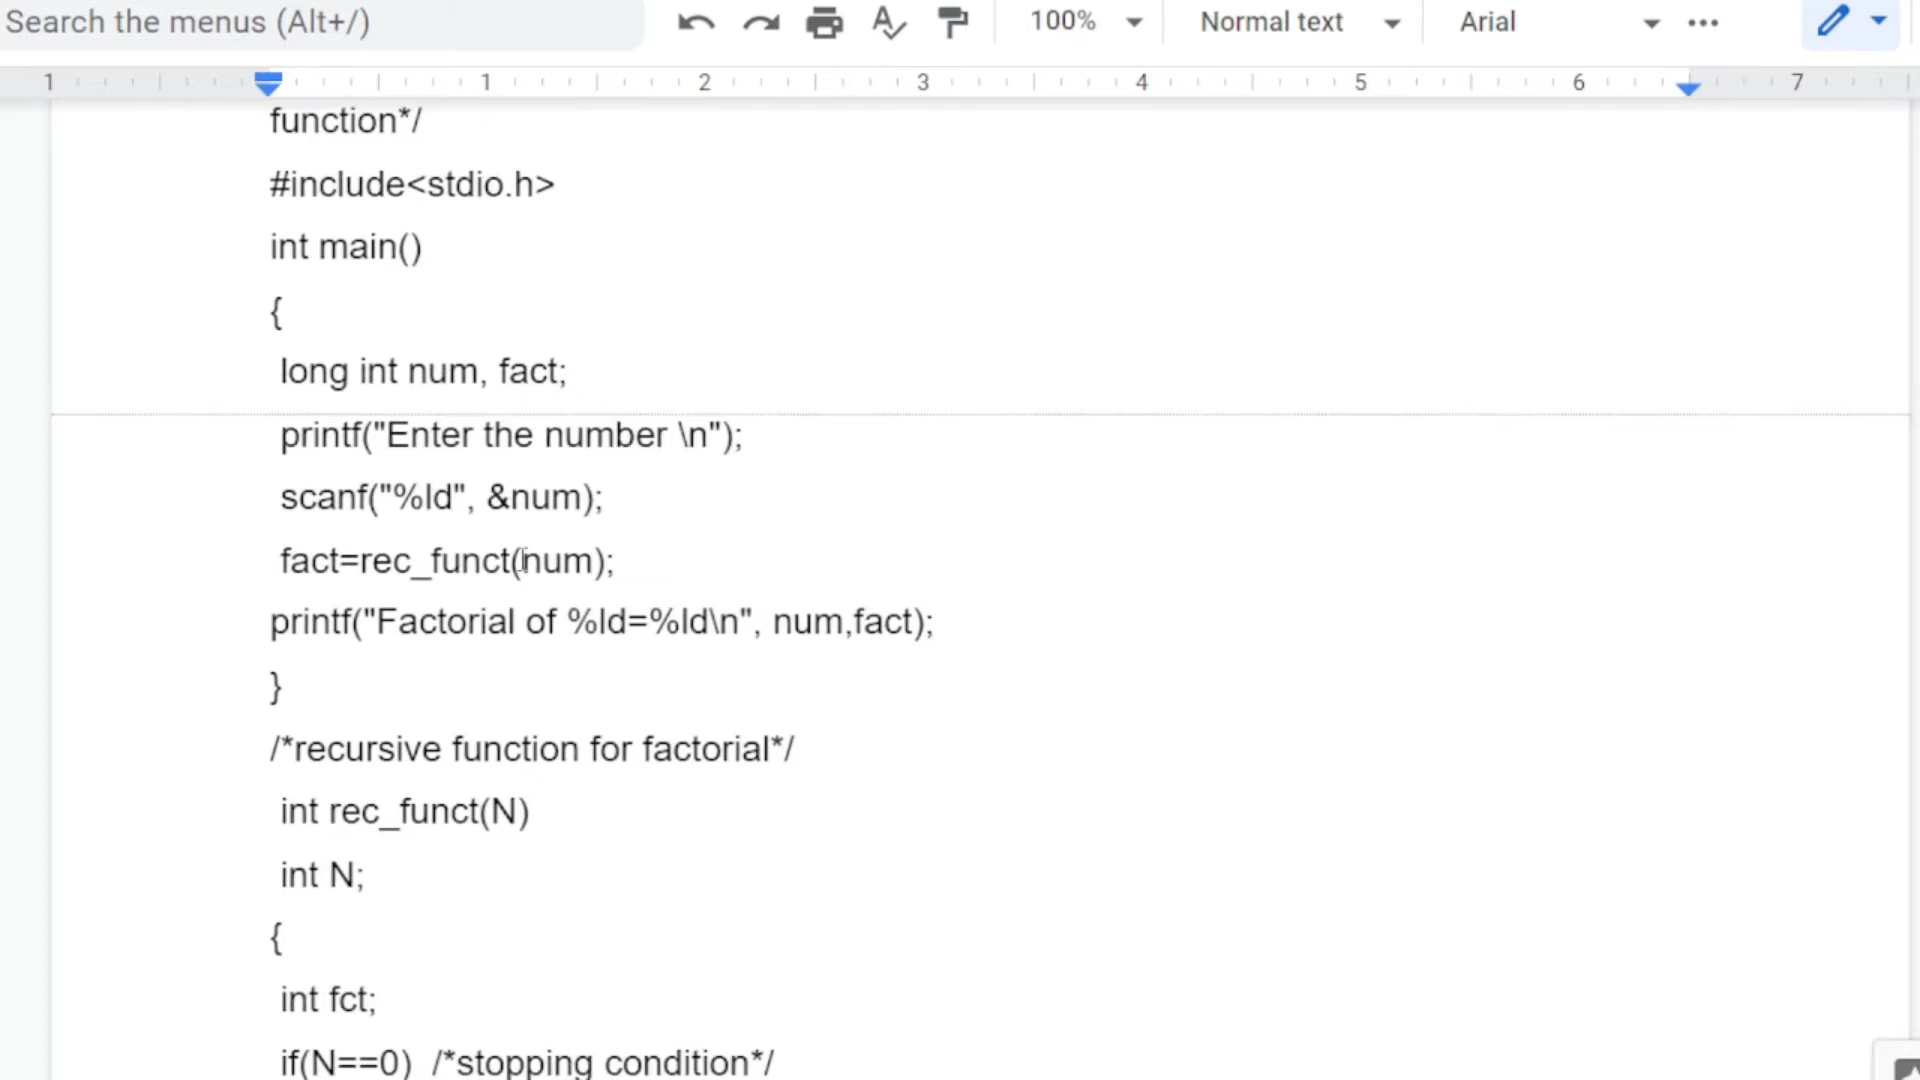 Search the menus (Alt+/) 100% Normal text Arial
1 1 2 3 4 5 6 7
function*/
#include<stdio.h>
int main()
{
long int num, fact;
printf("Enter the number \n");
scanf("%ld", &num);
fact=rec_funct(num);
printf("Factorial of %ld=%ld\n", num,fact);
}
/*recursive function for factorial*/
int rec_funct(N)
int N;
{
int fct;
if(N==0) /*stopping condition*/